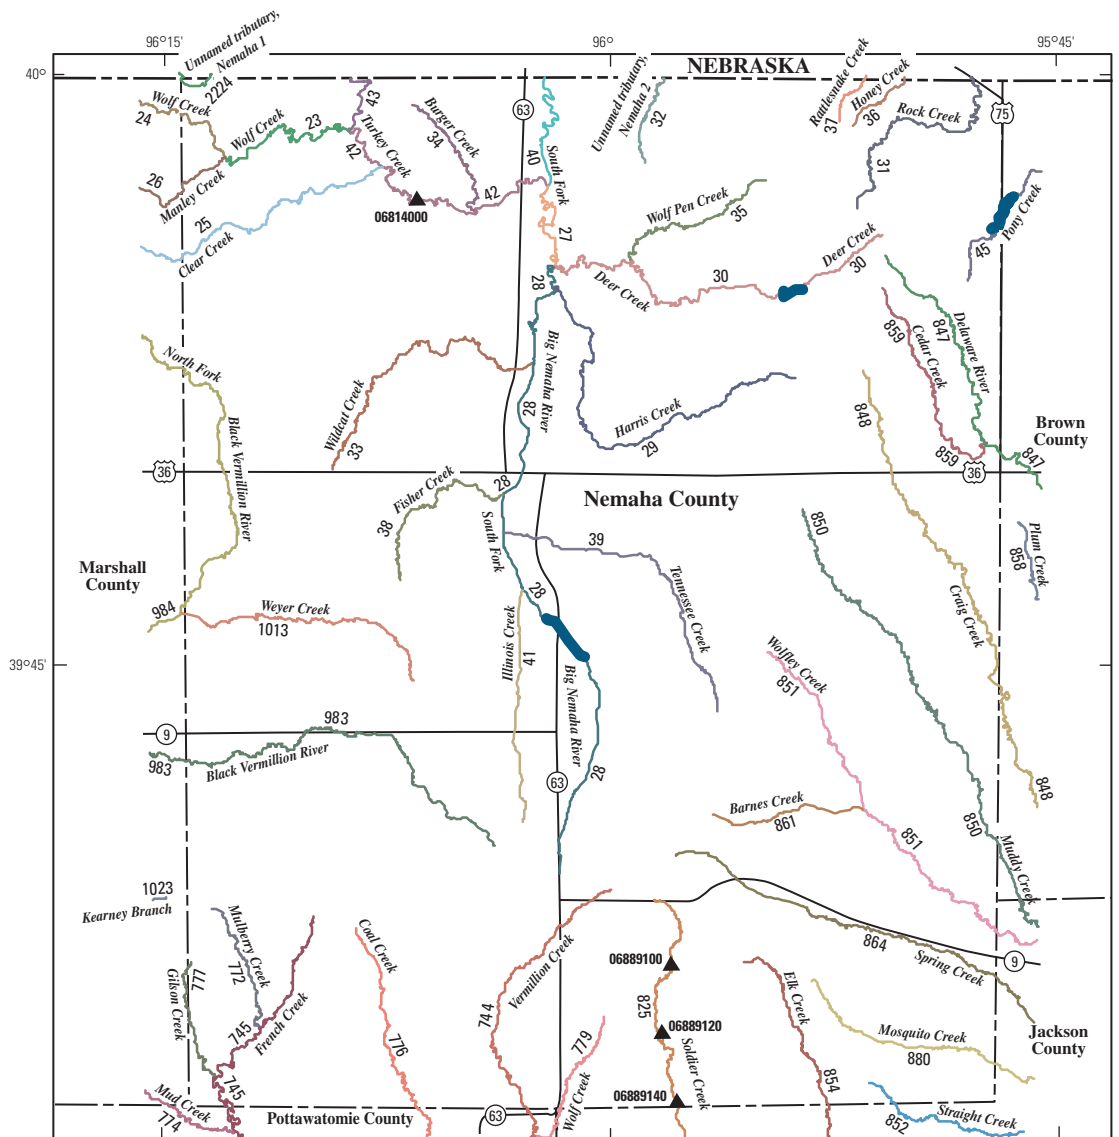 96°15'
96°
95°45'
40°
39°45'
Unnamed tributary,
Nemaha 1
2224
NEBRASKA
63
75
Wolf Creek
24
Wolf Creek
23
43
Turkey Creek
42
Burger Creek
34
42
40
South Fork
27
Unnamed tributary,
Nemaha 2
32
Rattlesnake Creek
37
Honey Creek
36
Rock Creek
31
26
Manley Creek
25
Clear Creek
06814000
Wolf Pen Creek
35
Deer Creek
30
Deer Creek
30
Pony Creek
45
28
Big Nemaha River
28
North Fork
Black Vermillion River
Wildcat Creek
33
Harris Creek
29
859
Cedar Creek
859
847
Delaware River
847
848
Brown
County
36
36
Nemaha County
Fisher Creek
38
28
South Fork
28
39
Tennessee Creek
850
Craig Creek
Plum Creek
858
Marshall
County
984
Weyer Creek
1013
Illinois Creek
41
Big Nemaha River
28
Wolfley Creek
851
9
983
983
Black Vermillion River
63
Barnes Creek
861
851
850
848
Muddy Creek
1023
Kearney Branch
Mulberry Creek
772
Gilson Creek
777
745
French Creek
745
Coal Creek
776
Vermillion Creek
744
06889100
825
06889120
Soldier Creek
06889140
864
Spring Creek
9
Elk Creek
854
Mosquito Creek
880
Jackson
County
Mud Creek
774
Pottawatomie County
63
779
Wolf Creek
852
Straight Creek